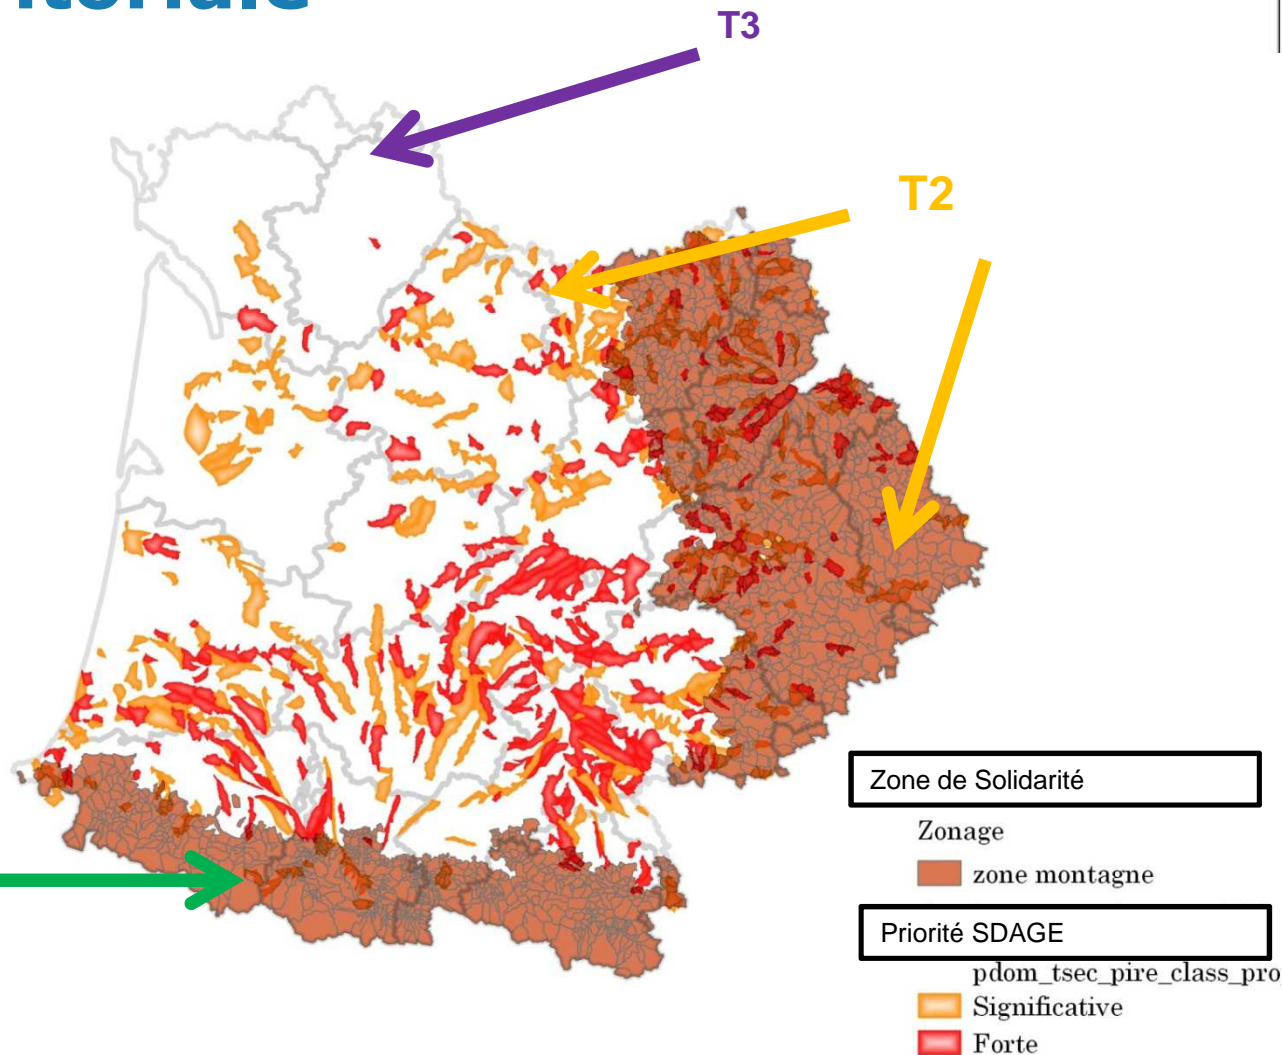 T3
T2
Zone de Solidarité
Zonage
zone montagne
Priorité SDAGE
pdom_tsec_pire_class_pro
Significative
Forte